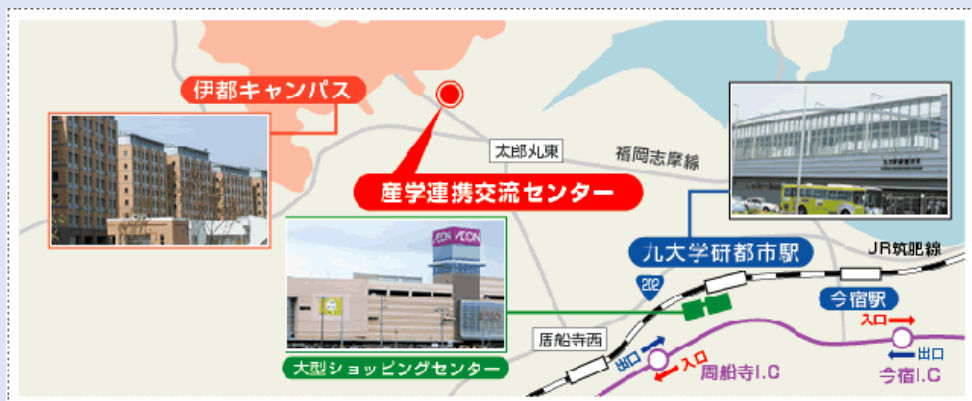 伊都キャンパス
太郎丸東
福岡志摩線
産学連携交流センター
九大学研都市駅
JR筑肥線
202
今宿駅
AEON AEON
入口
出口
周船寺西
出口
入口
周船寺I.C
今宿I.C
大型ショッピングセンター